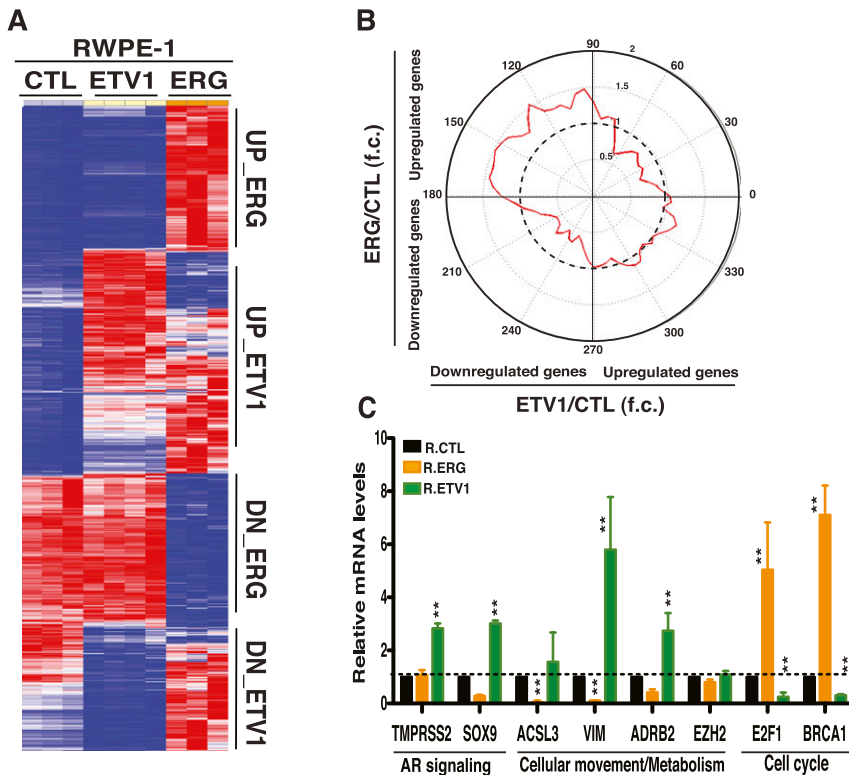 A
RWPE-1
CTL ETV1 ERG
UP_ERG
UP_ETV1
DN_ERG
DN_ETV1
B
ERG/CTL (f.c.)
Upregulated genes
Downregulated genes
90
2
120
60
1.5
150
1
30
0.5
180
0
210
330
240
300
270
Downregulated genes Upregulated genes
ETV1/CTL (f.c.)
C
Relative mRNA levels
10
8
6
4
2
0
R.CTL
R.ERG
R.ETV1
**
**
**
**
**
**
**
**
**
**
TMPRSS2 SOX9 ACSL3 VIM ADRB2 EZH2 E2F1 BRCA1
AR signaling Cellular movement/Metabolism Cell cycle